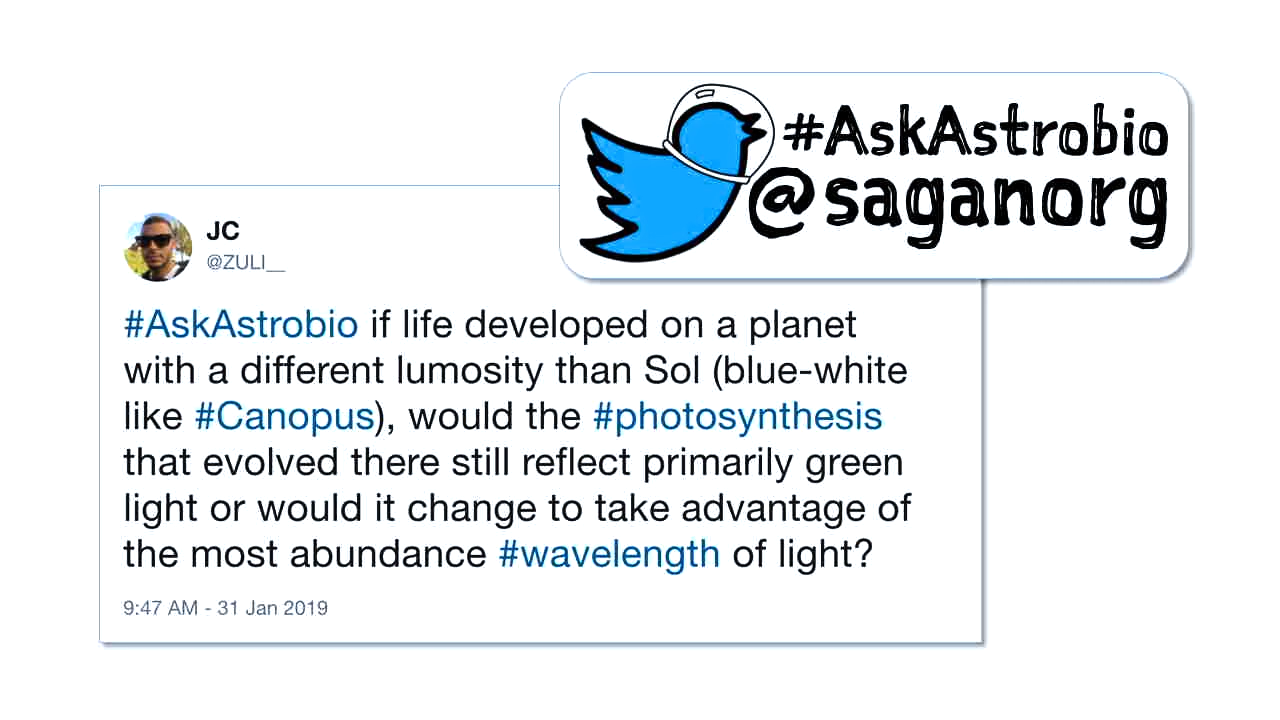 #AskAstrobio
@saganorg
JC
@ZULI__
#AskAstrobio if life developed on a planet
with a different lumosity than Sol (blue-white
like #Canopus), would the #photosynthesis
that evolved there still reflect primarily green
light or would it change to take advantage of
the most abundance #wavelength of light?
9:47 AM - 31 Jan 2019